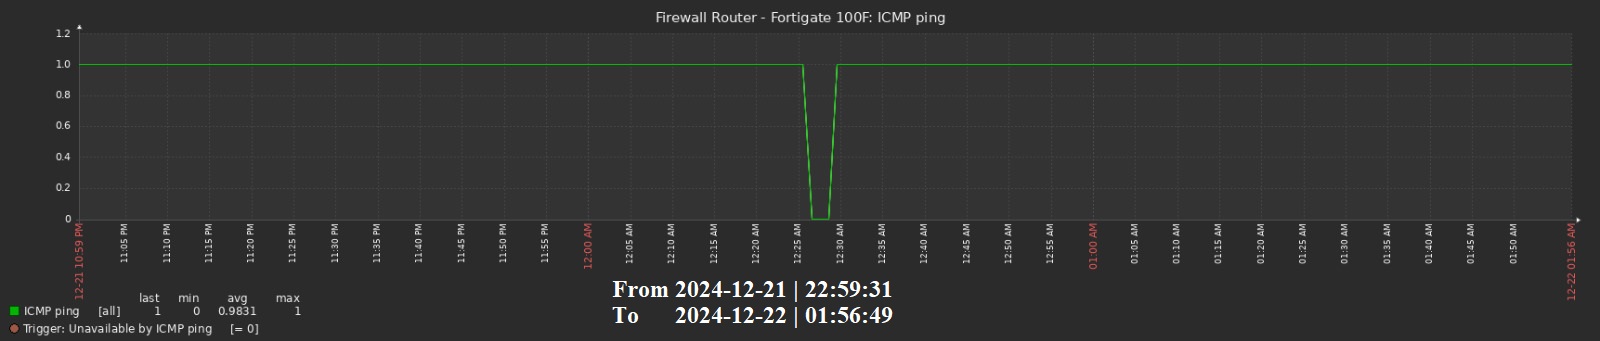 Firewall Router - Fortigate 100F: ICMP ping
1.2
1.0
0.8
0.6
0.4
0.2
0
12-21 10:59 PM
11:05 PM
11:10 PM
11:15 PM
11:20 PM
11:25 PM
11:30 PM
11:35 PM
11:40 PM
11:45 PM
11:50 PM
11:55 PM
12:00 AM
12:05 AM
12:10 AM
12:15 AM
12:20 AM
12:25 AM
12:30 AM
12:35 AM
12:40 AM
12:45 AM
12:50 AM
12:55 AM
01:00 AM
01:05 AM
01:10 AM
01:15 AM
01:20 AM
01:25 AM
01:30 AM
01:35 AM
01:40 AM
01:45 AM
01:50 AM
12-22 01:56 AM
From 2024-12-21 | 22:59:31
To 2024-12-22 | 01:56:49
last min avg max
ICMP ping [all] 1 0 0.9831 1
Trigger: Unavailable by ICMP ping [= 0]